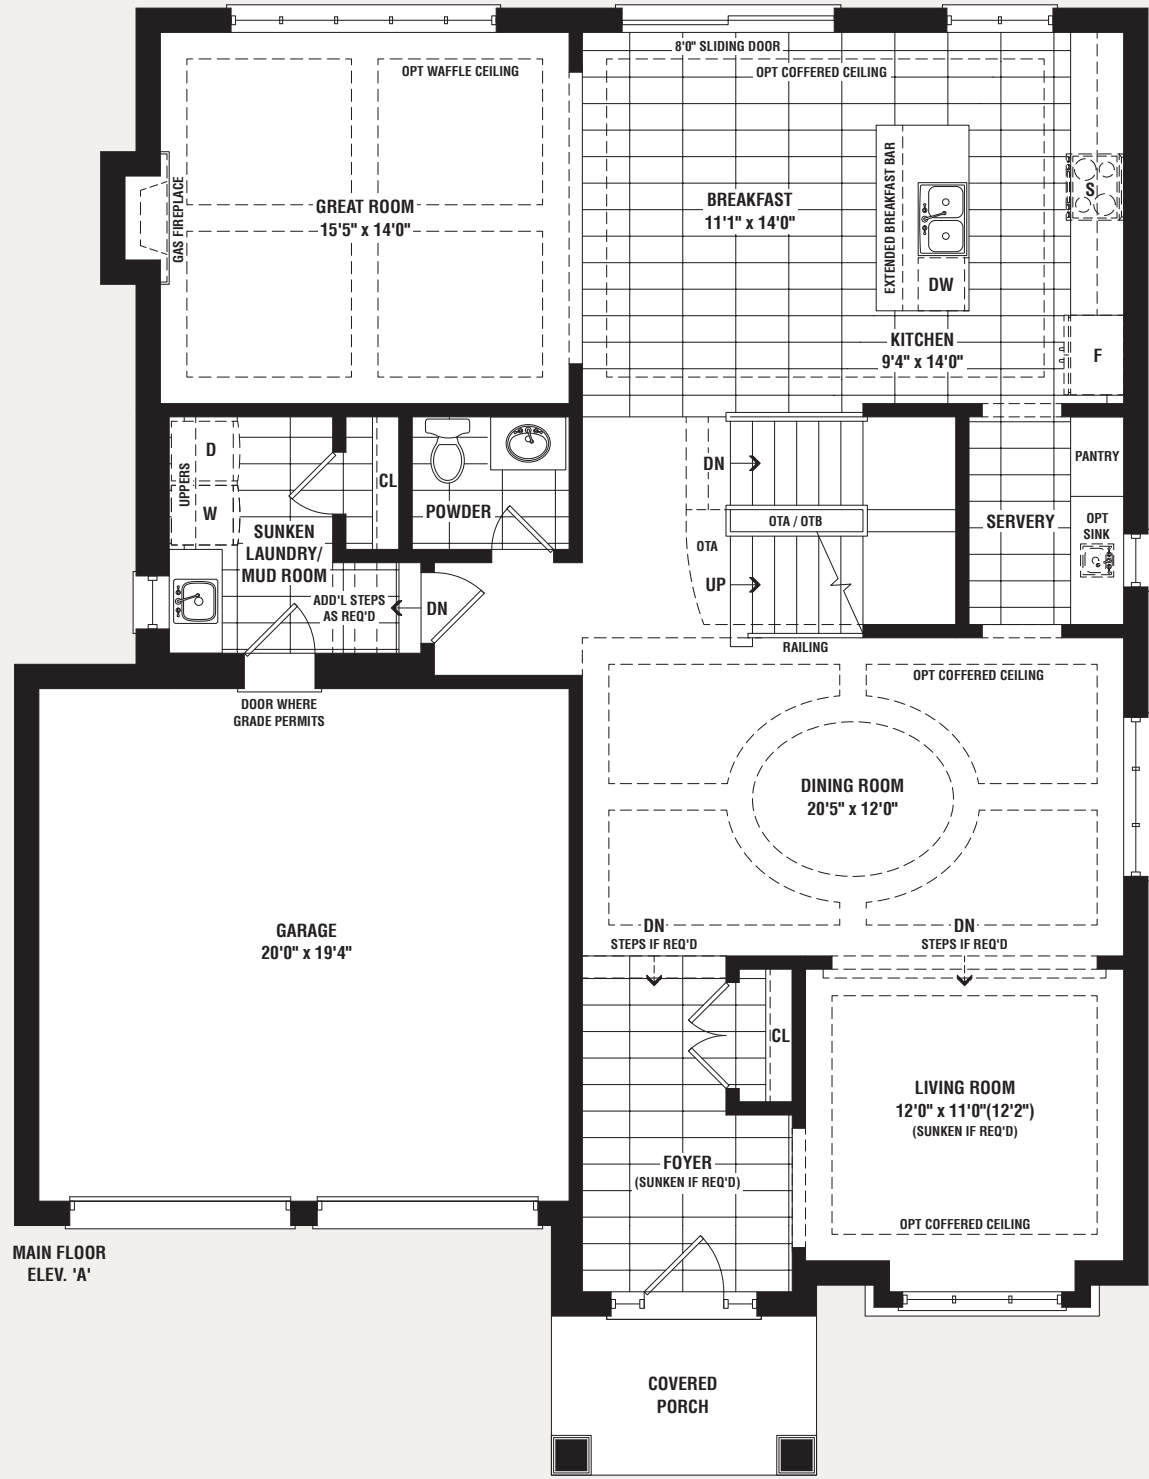 8'0" SLIDING DOOR
OPT WAFFLE CEILING
OPT COFFERED CEILING
GAS FIREPLACE
GREAT ROOM
15'5" x 14'0"
BREAKFAST
11'1" x 14'0"
EXTENDED BREAKFAST BAR
S
DW
KITCHEN
9'4" x 14'0"
F
UPPERS
D
W
CL
POWDER
SUNKEN
LAUNDRY/
MUD ROOM
ADD'L STEPS
AS REQ'D
DN
DN
OTA / OTB
OTA
UP
RAILING
SERVERY
PANTRY
OPT
SINK
DOOR WHERE
GRADE PERMITS
OPT COFFERED CEILING
DINING ROOM
20'5" x 12'0"
GARAGE
20'0" x 19'4"
DN
STEPS IF REQ'D
DN
STEPS IF REQ'D
CL
LIVING ROOM
12'0" x 11'0"(12'2")
(SUNKEN IF REQ'D)
FOYER
(SUNKEN IF REQ'D)
OPT COFFERED CEILING
MAIN FLOOR
ELEV. 'A'
COVERED
PORCH